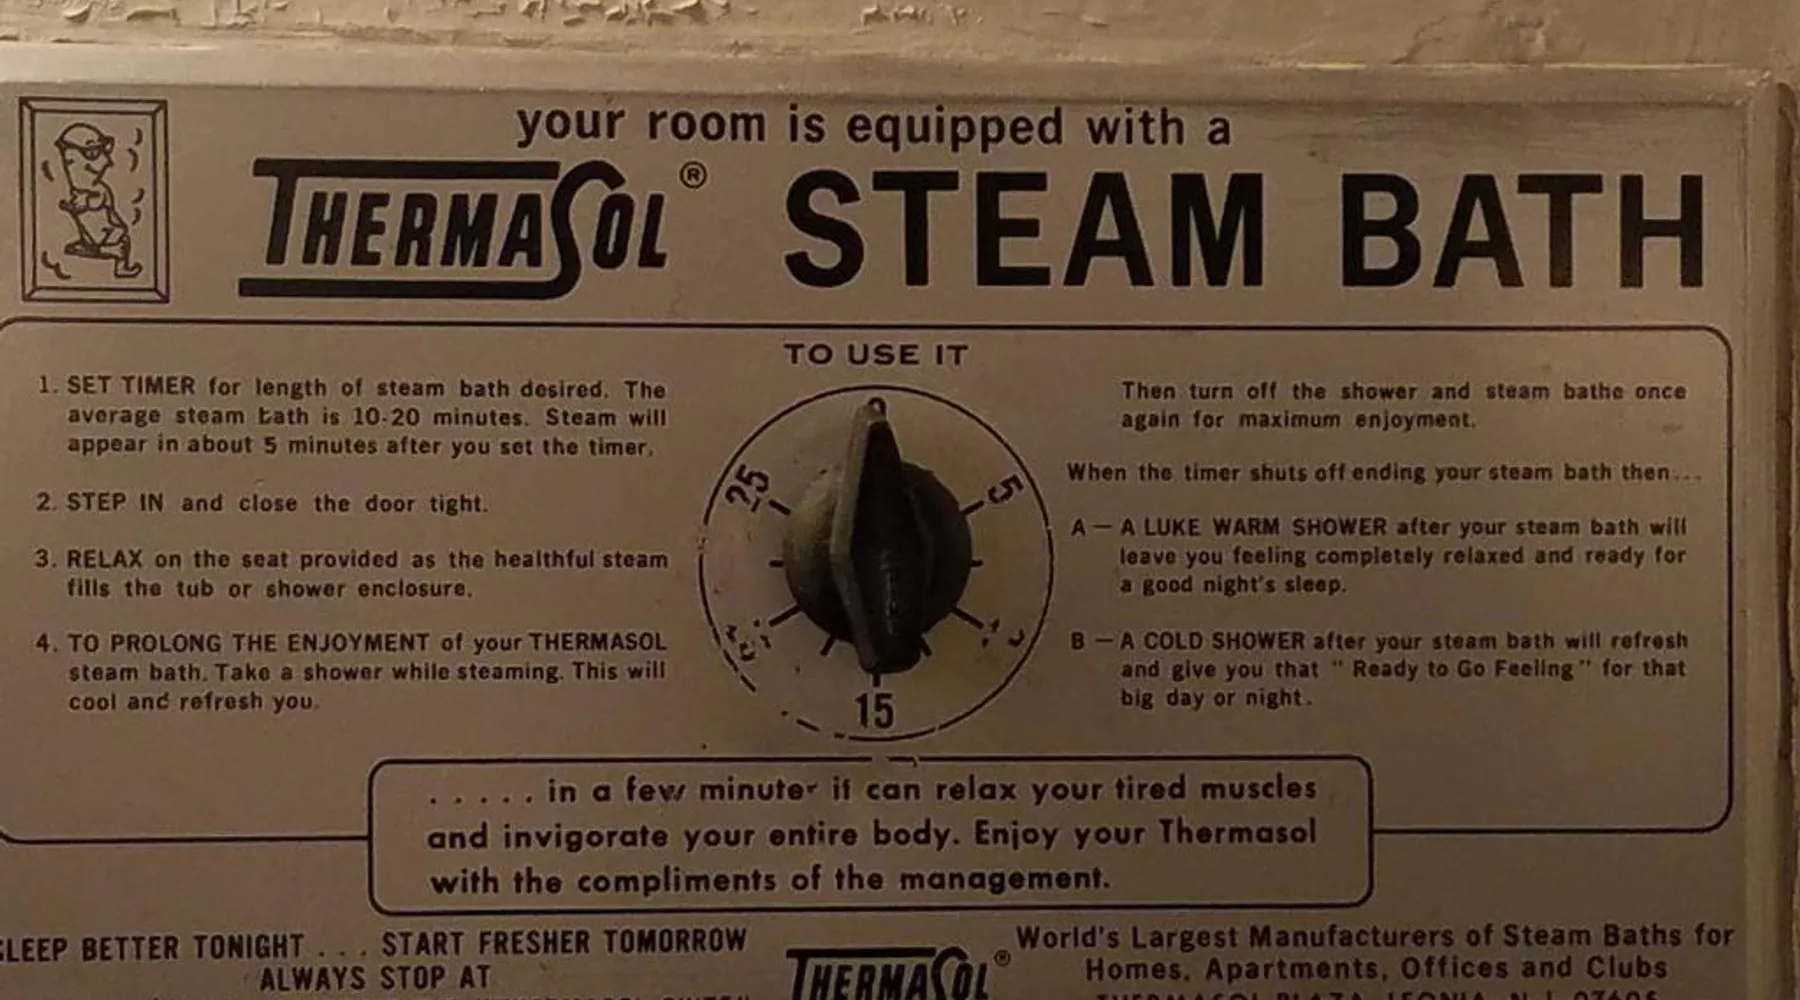 your room is equipped with a
THERMASOL® STEAM BATH
TO USE IT
1. SET TIMER for length of steam bath desired. The
average steam bath is 10-20 minutes. Steam will
appear in about 5 minutes after you set the timer.
2. STEP IN and close the door tight.
3. RELAX on the seat provided as the healthful steam
fills the tub or shower enclosure.
4. TO PROLONG THE ENJOYMENT of your THERMASOL
steam bath. Take a shower while steaming. This will
cool and refresh you.
0
5
15
25
Then turn off the shower and steam bathe once
again for maximum enjoyment.
When the timer shuts off ending your steam bath then...
A — A LUKE WARM SHOWER after your steam bath will
leave you feeling completely relaxed and ready for
a good night's sleep.
B — A COLD SHOWER after your steam bath will refresh
and give you that "Ready to Go Feeling" for that
big day or night.
..... in a few minute it can relax your tired muscles
and invigorate your entire body. Enjoy your Thermasol
with the compliments of the management.
SLEEP BETTER TONIGHT ... START FRESHER TOMORROW
ALWAYS STOP AT
THERMASOL®
World's Largest Manufacturers of Steam Baths for
Homes, Apartments, Offices and Clubs
THERMASOL PLAZA, LEONIA, N.J. 07605